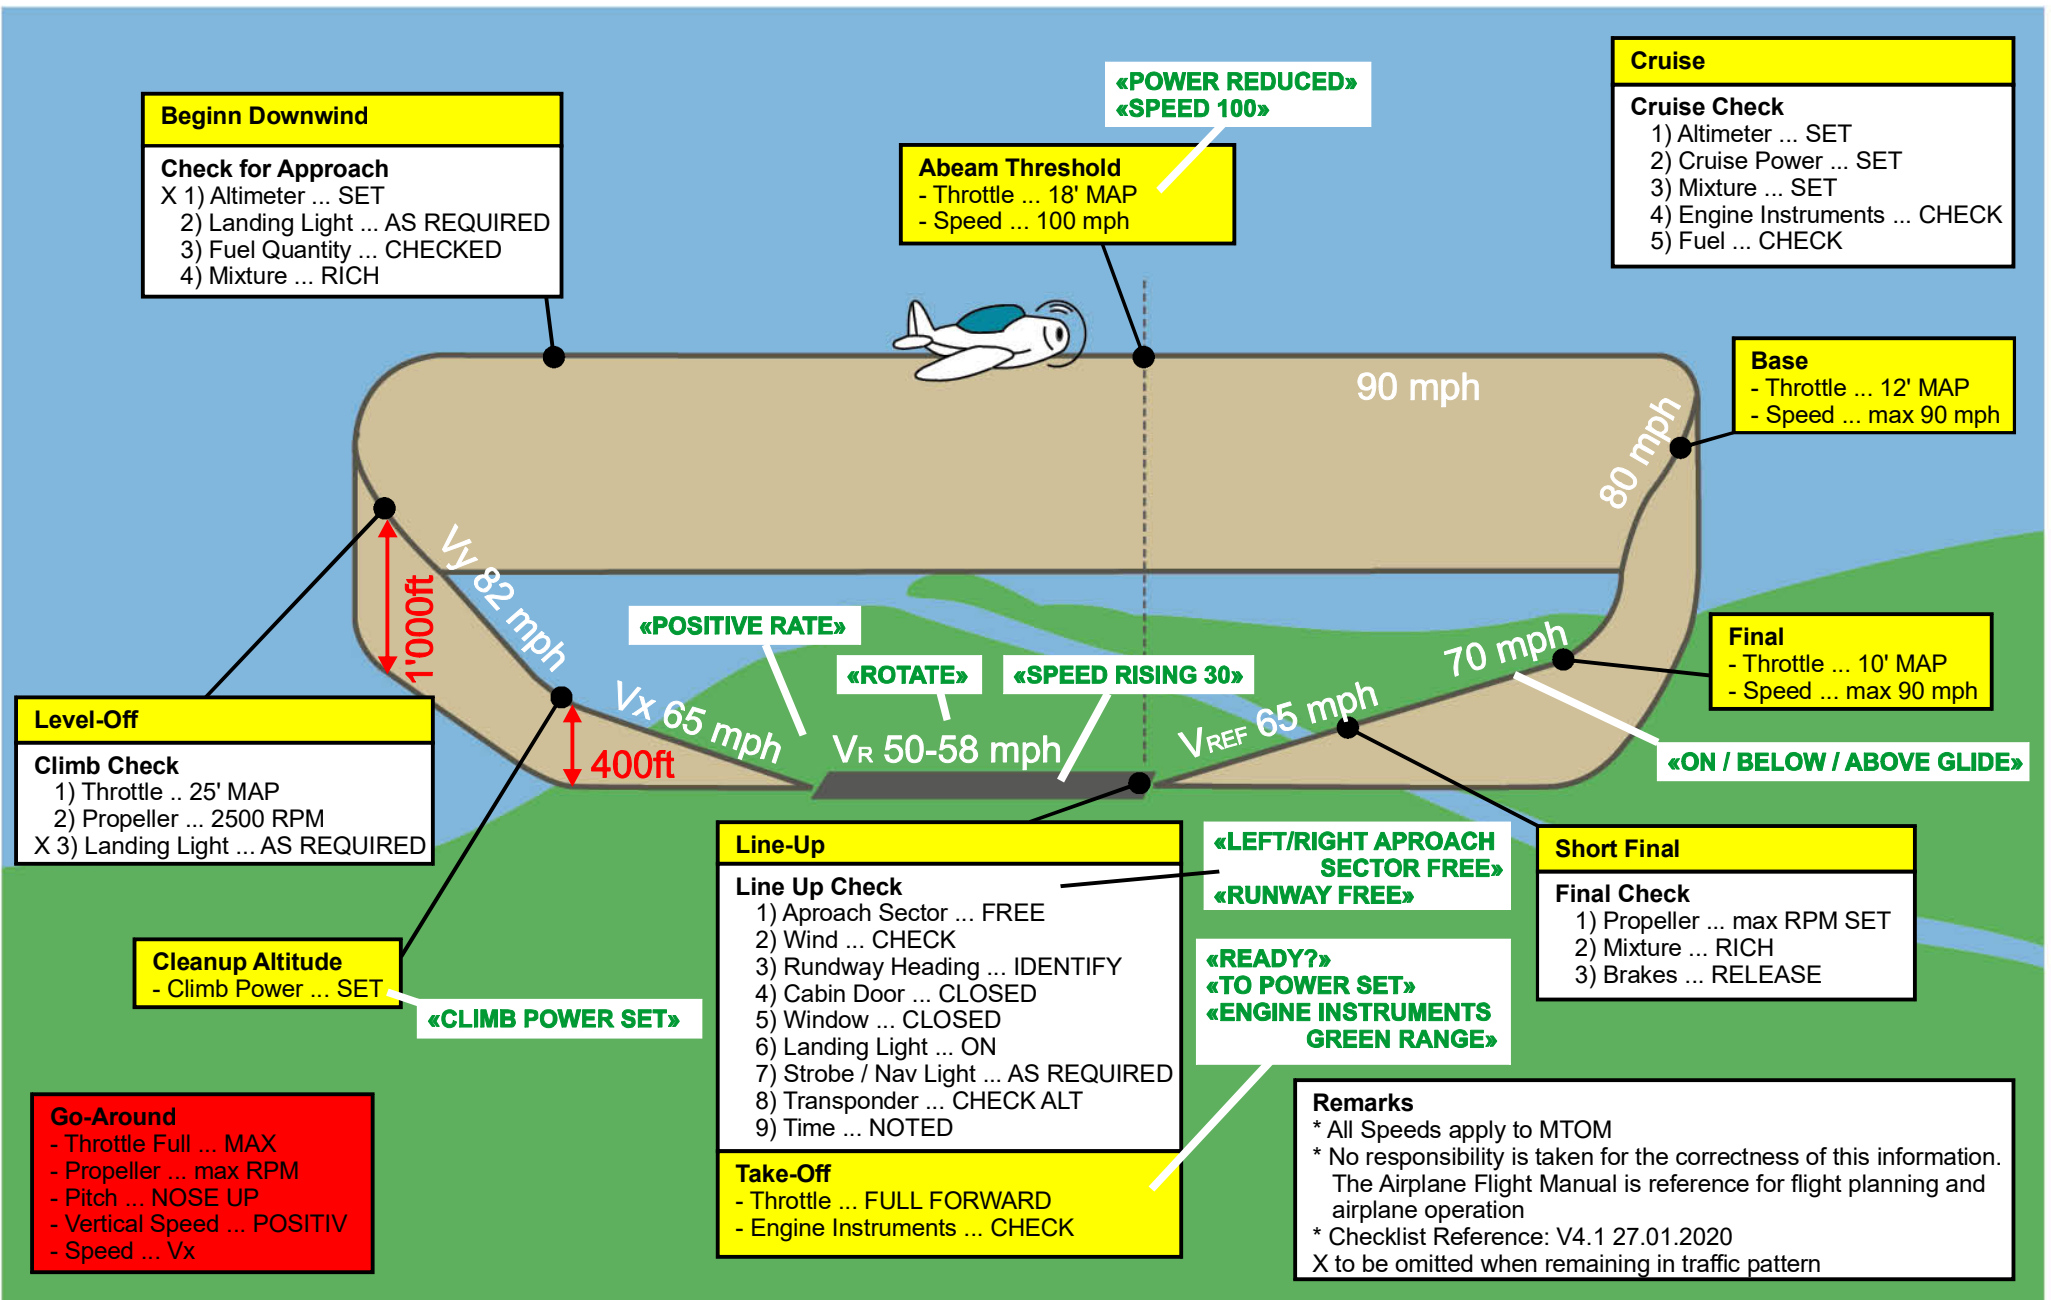 Beginn Downwind
Check for Approach
X 1) Altimeter ... SET
2) Landing Light ... AS REQUIRED
3) Fuel Quantity ... CHECKED
4) Mixture ... RICH
«POWER REDUCED»
«SPEED 100»
Abeam Threshold
- Throttle ... 18' MAP
- Speed ... 100 mph
Cruise
Cruise Check
1) Altimeter ... SET
2) Cruise Power ... SET
3) Mixture ... SET
4) Engine Instruments ... CHECK
5) Fuel ... CHECK
90 mph
80 mph
Base
- Throttle ... 12' MAP
- Speed ... max 90 mph
Vy 82 mph
1'000ft
«POSITIVE RATE»
«ROTATE»
«SPEED RISING 30»
Vx 65 mph
400ft
VR 50-58 mph
VREF 65 mph
70 mph
Final
- Throttle ... 10' MAP
- Speed ... max 90 mph
«ON / BELOW / ABOVE GLIDE»
Level-Off
Climb Check
1) Throttle .. 25' MAP
2) Propeller ... 2500 RPM
X 3) Landing Light ... AS REQUIRED
Cleanup Altitude
- Climb Power ... SET
«CLIMB POWER SET»
Line-Up
Line Up Check
1) Aproach Sector ... FREE
2) Wind ... CHECK
3) Rundway Heading ... IDENTIFY
4) Cabin Door ... CLOSED
5) Window ... CLOSED
6) Landing Light ... ON
7) Strobe / Nav Light ... AS REQUIRED
8) Transponder ... CHECK ALT
9) Time ... NOTED
Take-Off
- Throttle ... FULL FORWARD
- Engine Instruments ... CHECK
«LEFT/RIGHT APROACH
SECTOR FREE»
«RUNWAY FREE»
«READY?»
«TO POWER SET»
«ENGINE INSTRUMENTS
GREEN RANGE»
Short Final
Final Check
1) Propeller ... max RPM SET
2) Mixture ... RICH
3) Brakes ... RELEASE
Go-Around
- Throttle Full ... MAX
- Propeller ... max RPM
- Pitch ... NOSE UP
- Vertical Speed ... POSITIV
- Speed ... Vx
Remarks
* All Speeds apply to MTOM
* No responsibility is taken for the correctness of this information.
The Airplane Flight Manual is reference for flight planning and
airplane operation
* Checklist Reference: V4.1 27.01.2020
X to be omitted when remaining in traffic pattern